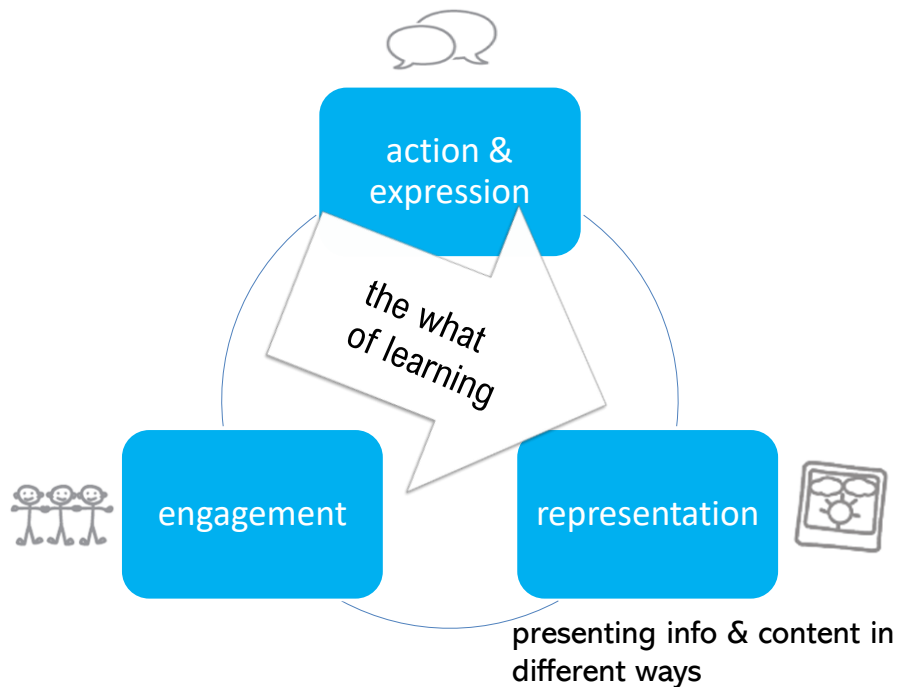 action &
expression
the what
of learning
engagement
representation
presenting info & content in
different ways